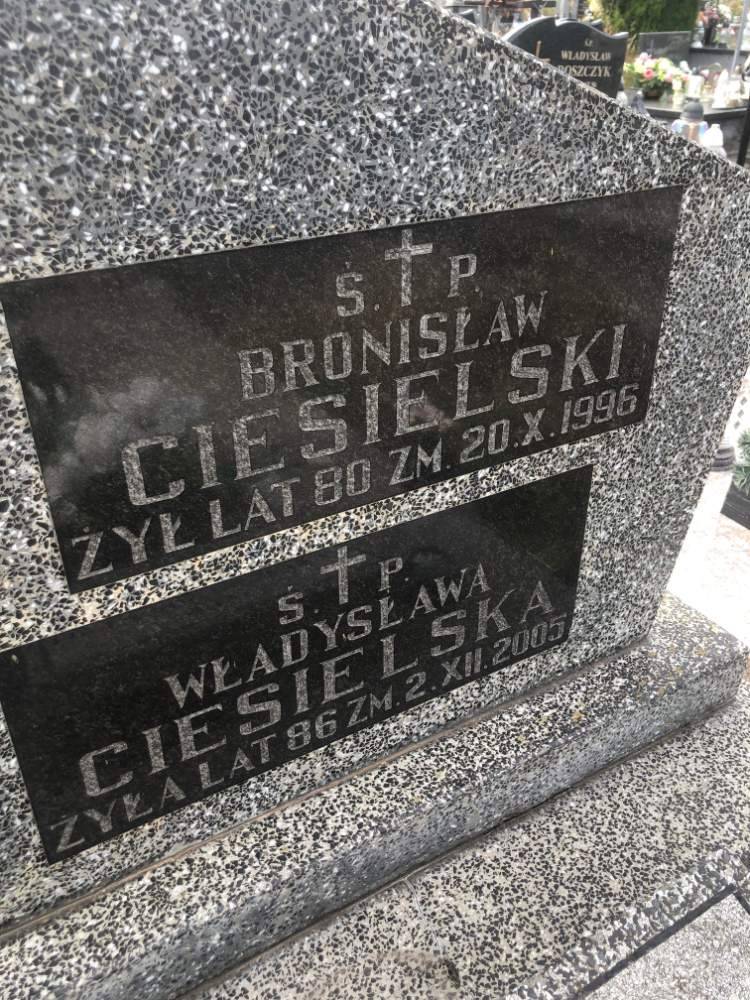 Ś. P.
BRONISŁAW
CIESIELSKI
ŻYŁ LAT 80 ZM. 20.X.1996
Ś. P.
WŁADYSŁAWA
CIESIELSKA
ŻYŁA LAT 86 ZM. 2.XII.2005
Ś.P.
WŁADYSŁAW